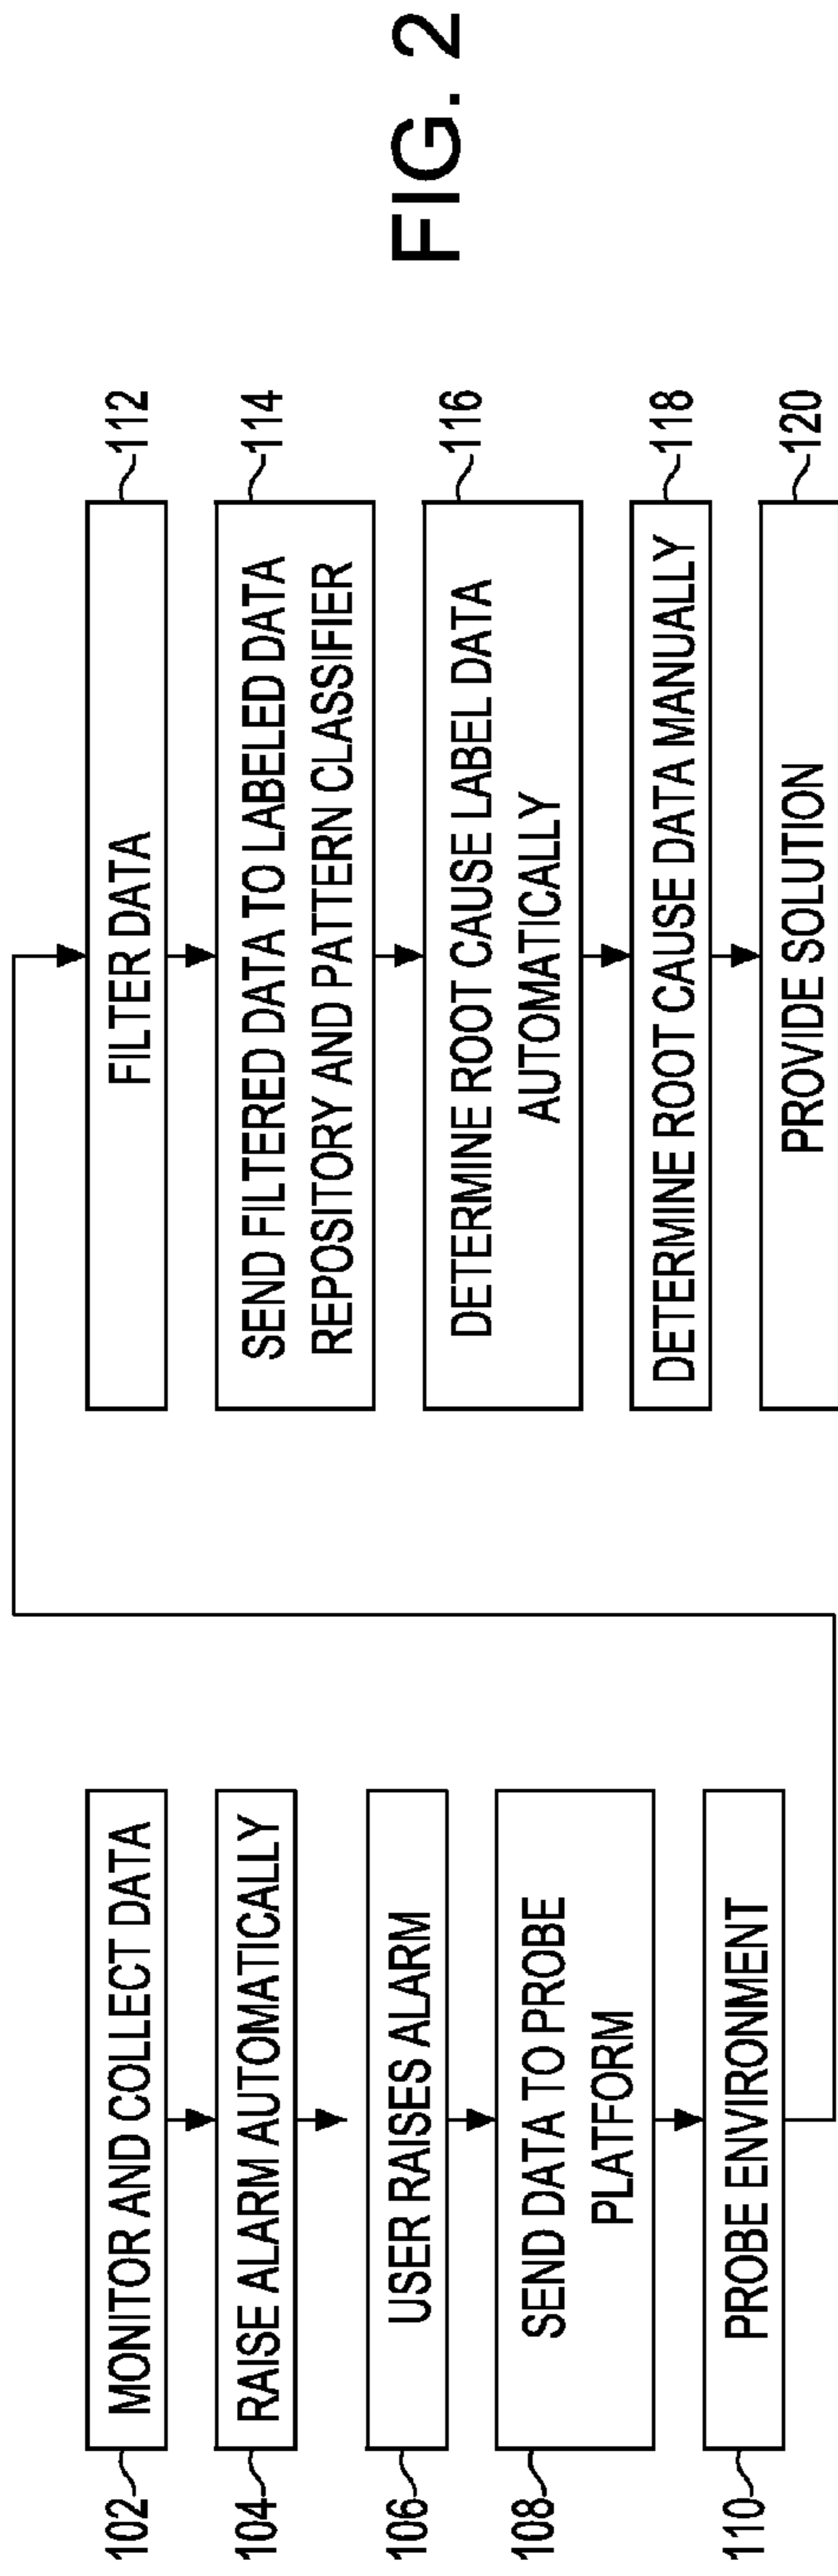 102
MONITOR AND COLLECT DATA
104
RAISE ALARM AUTOMATICALLY
106
USER RAISES ALARM
108
SEND DATA TO PROBE
PLATFORM
110
PROBE ENVIRONMENT
FILTER DATA
112
SEND FILTERED DATA TO LABELED DATA
REPOSITORY AND PATTERN CLASSIFIER
114
DETERMINE ROOT CAUSE LABEL DATA
AUTOMATICALLY
116
DETERMINE ROOT CAUSE DATA MANUALLY
118
PROVIDE SOLUTION
120
FIG. 2